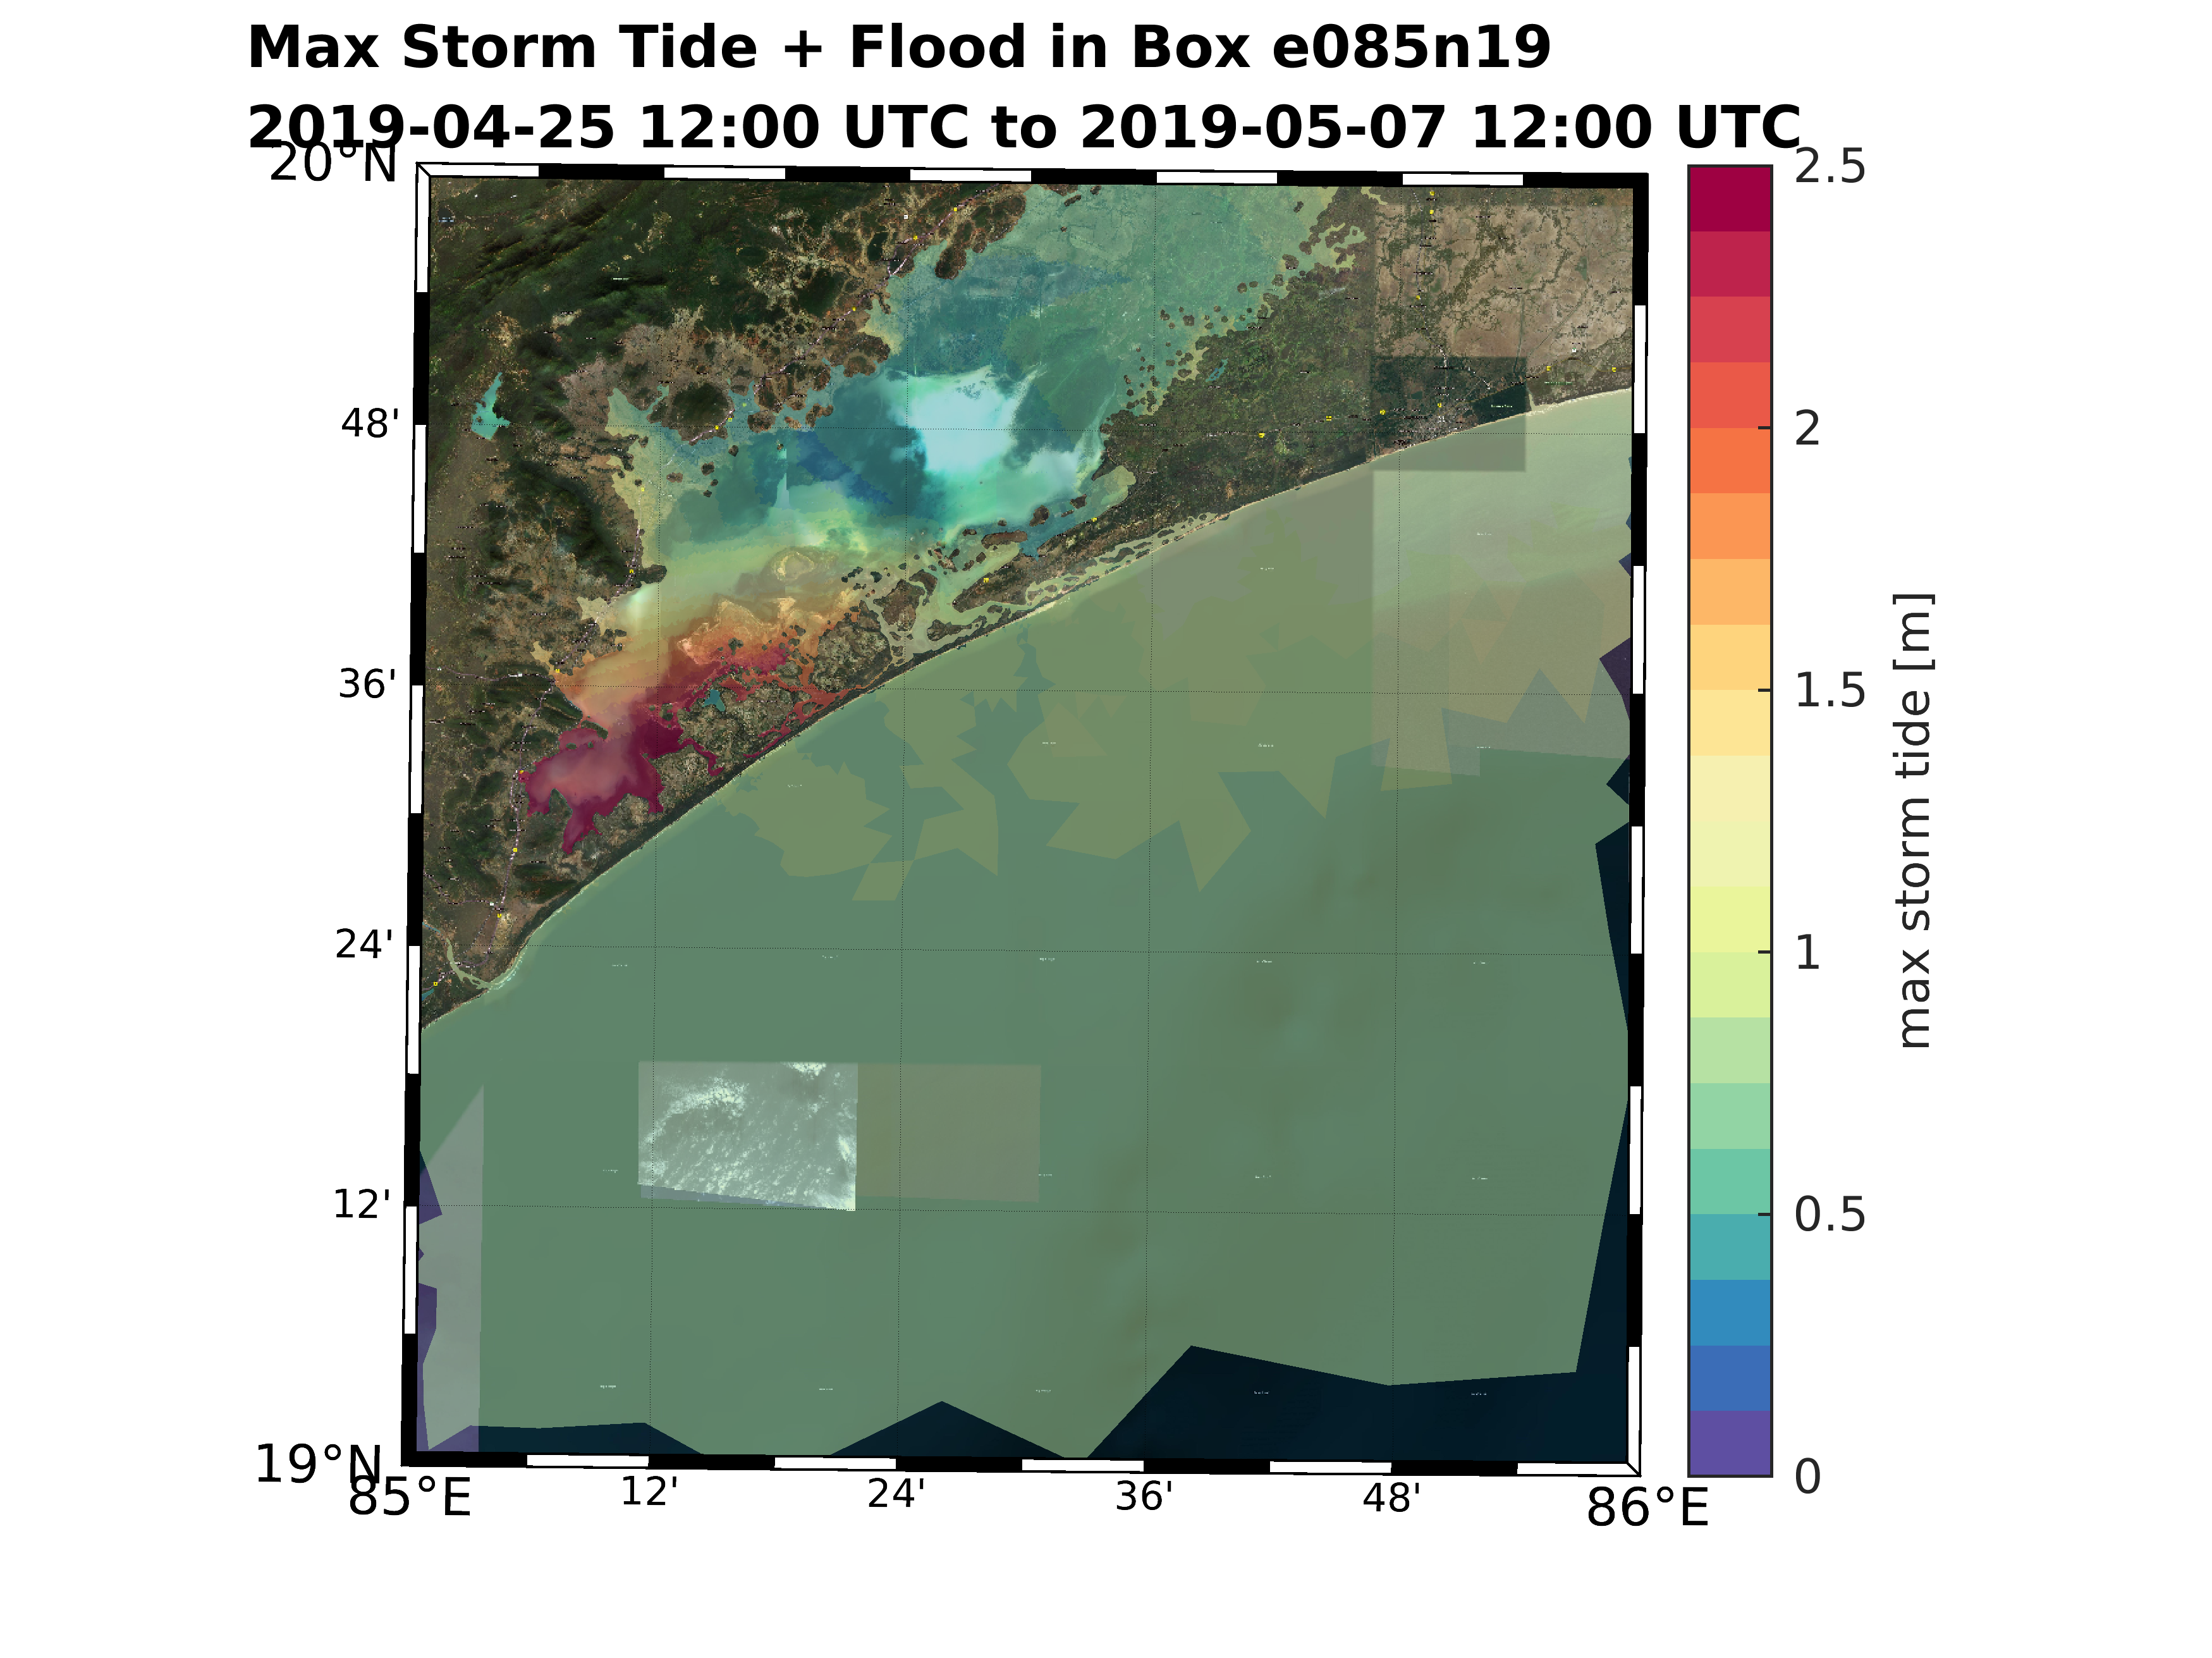 Max Storm Tide + Flood in Box e085n19
2019-04-25 12:00 UTC to 2019-05-07 12:00 UTC
20°N
48'
36'
24'
12'
19°N
85°E
12'
24'
36'
48'
86°E
2.5
2
1.5
1
0.5
0
max storm tide [m]